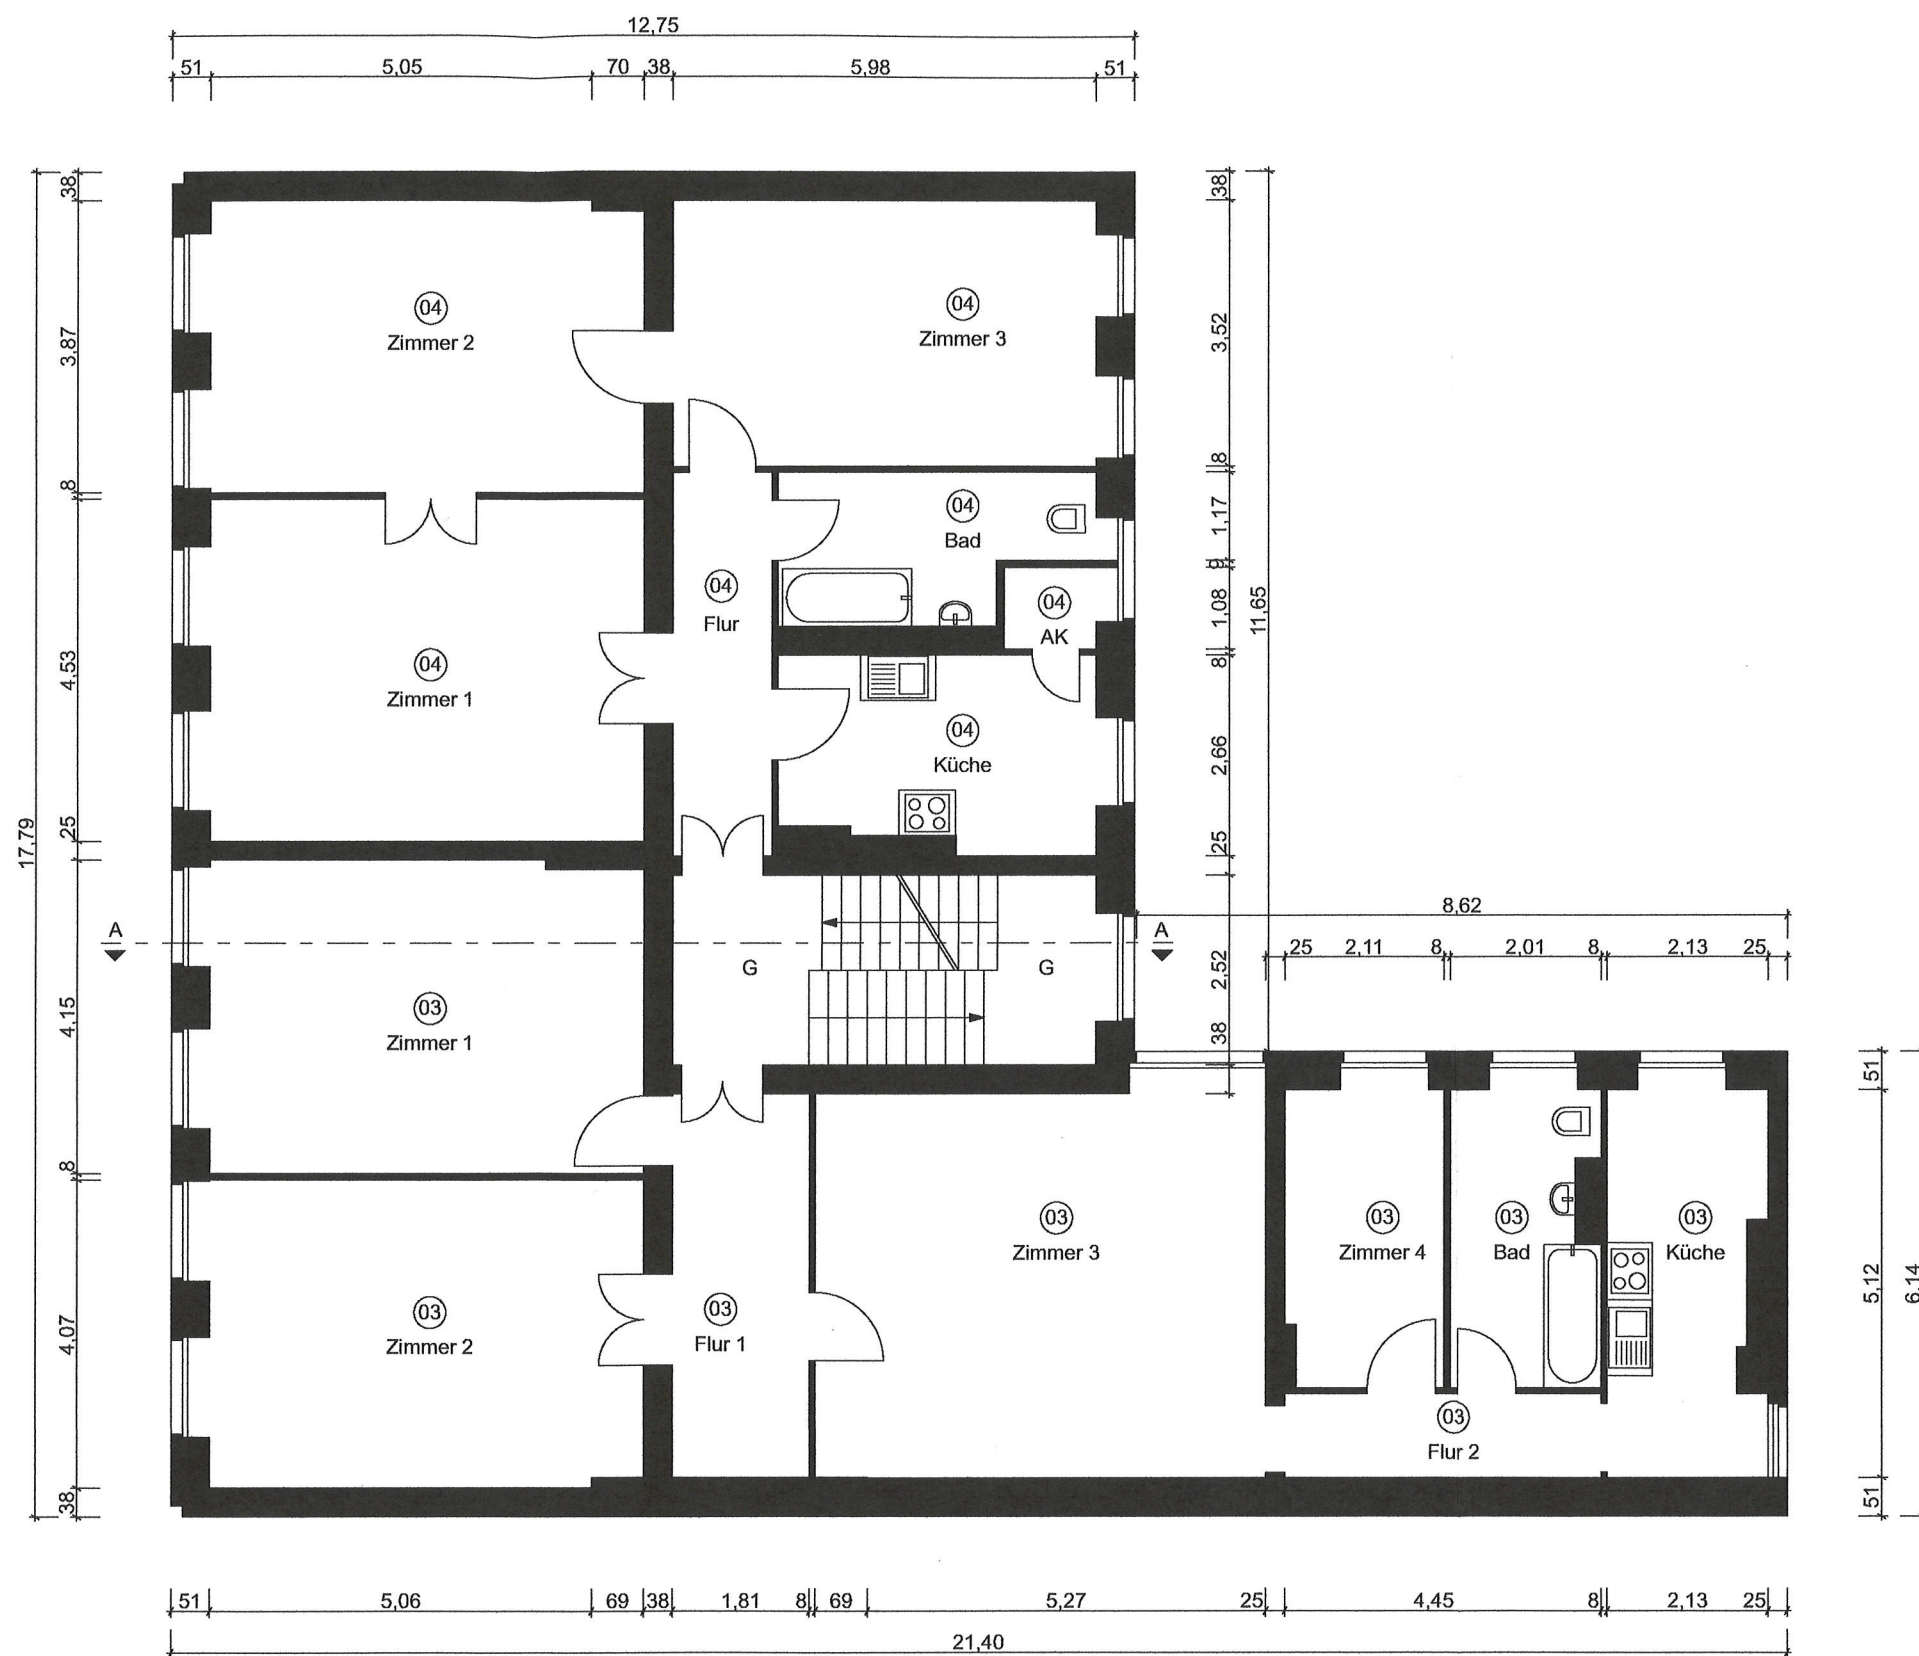 12,75
51 5,05 70 38 5,98 51
38
3,87
8
4,53
25
4,15
8
4,07
38
17,79
38
3,52
8
1,17
9
1,08
8
2,66
25
2,52
38
11,65
04
Zimmer 2
04
Zimmer 3
04
Bad
04
Flur
04
AK
04
Zimmer 1
04
Küche
8,62
25 2,11 8 2,01 8 2,13 25
A
A
G
G
03
Zimmer 1
03
Zimmer 3
03
Zimmer 4
03
Bad
03
Küche
03
Zimmer 2
03
Flur 1
03
Flur 2
51
5,12
51
6,14
51 5,06 69 38 1,81 8 69 5,27 25 4,45 8 2,13 25
21,40